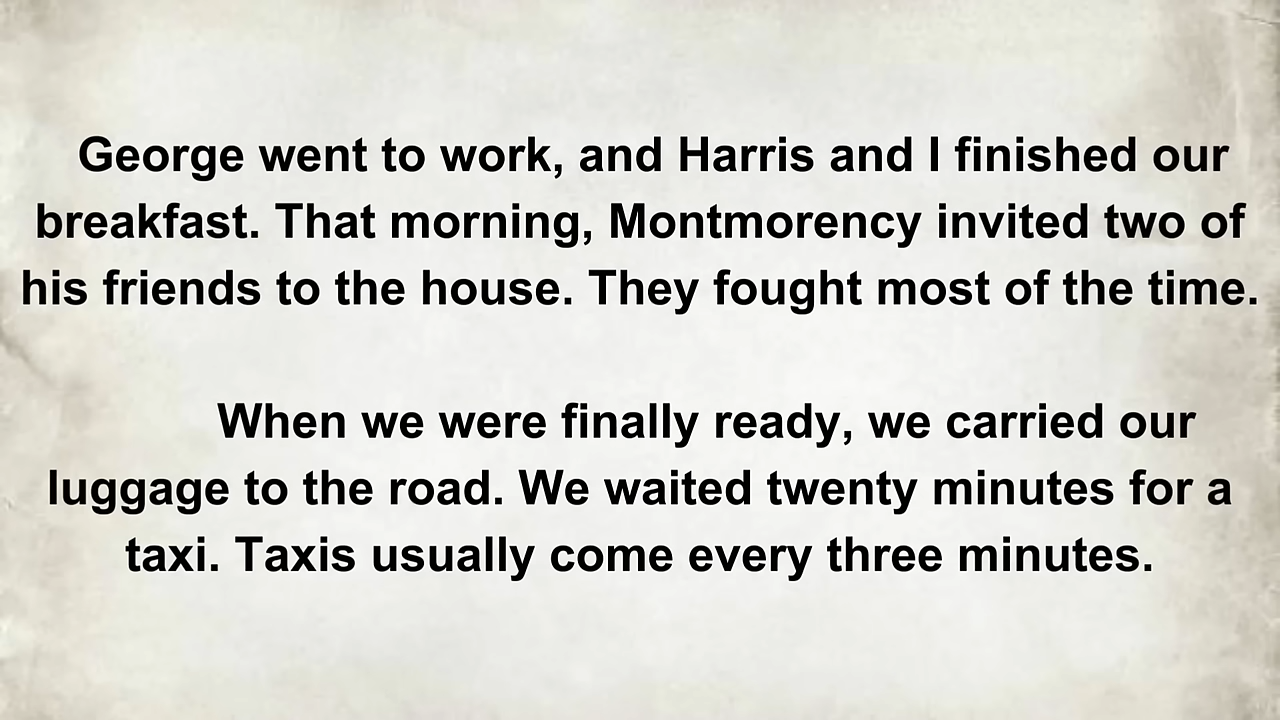 George went to work, and Harris and I finished our
breakfast. That morning, Montmorency invited two of
his friends to the house. They fought most of the time.
When we were finally ready, we carried our
luggage to the road. We waited twenty minutes for a
taxi. Taxis usually come every three minutes.